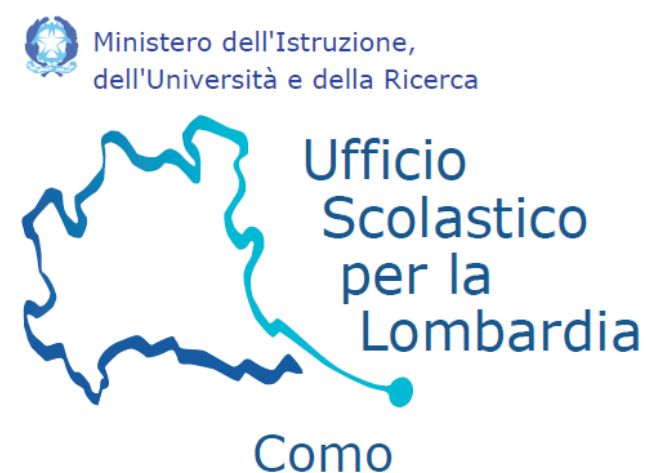 Ministero dell'Istruzione,
dell'Università e della Ricerca
Ufficio
Scolastico
per la
Lombardia
Como